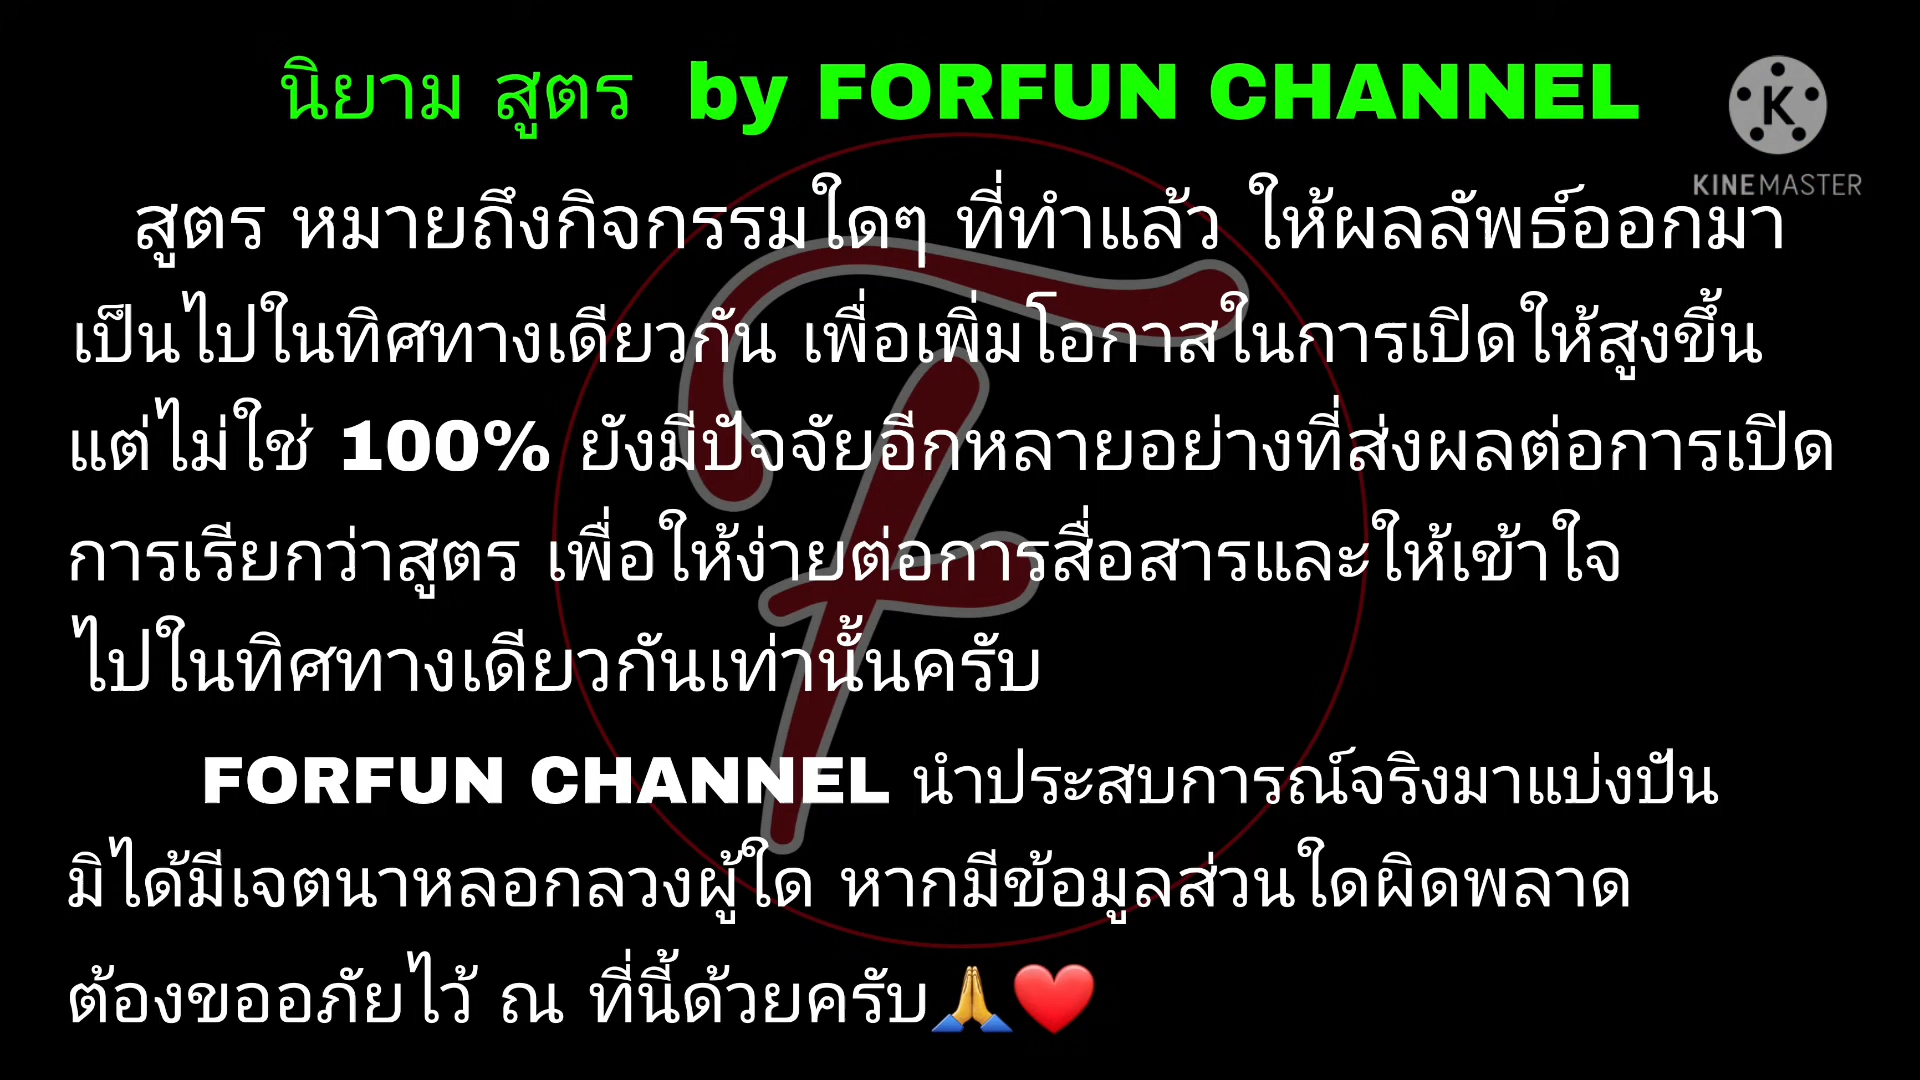 นิยาม สูตร by FORFUN CHANNEL
K
KINEMASTER
สูตร หมายถึงกิจกรรมใดๆ ที่ทำแล้ว ให้ผลลัพธ์ออกมา
เป็นไปในทิศทางเดียวกัน เพื่อเพิ่มโอกาสในการเปิดให้สูงขึ้น
แต่ไม่ใช่ 100% ยังมีปัจจัยอีกหลายอย่างที่ส่งผลต่อการเปิด
การเรียกว่าสูตร เพื่อให้ง่ายต่อการสื่อสารและให้เข้าใจ
ไปในทิศทางเดียวกันเท่านั้นครับ
FORFUN CHANNEL นำประสบการณ์จริงมาแบ่งปัน
มิได้มีเจตนาหลอกลวงผู้ใด หากมีข้อมูลส่วนใดผิดพลาด
ต้องขออภัยไว้ ณ ที่นี้ด้วยครับ🙏❤️